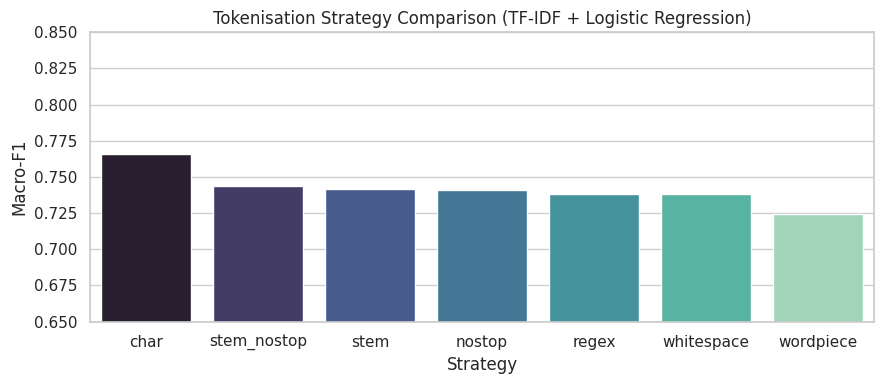 Tokenisation Strategy Comparison (TF-IDF + Logistic Regression)
0.850
0.825
0.800
0.775
0.750
0.725
0.700
0.675
0.650
Macro-F1
char stem_nostop stem nostop regex whitespace wordpiece
Strategy